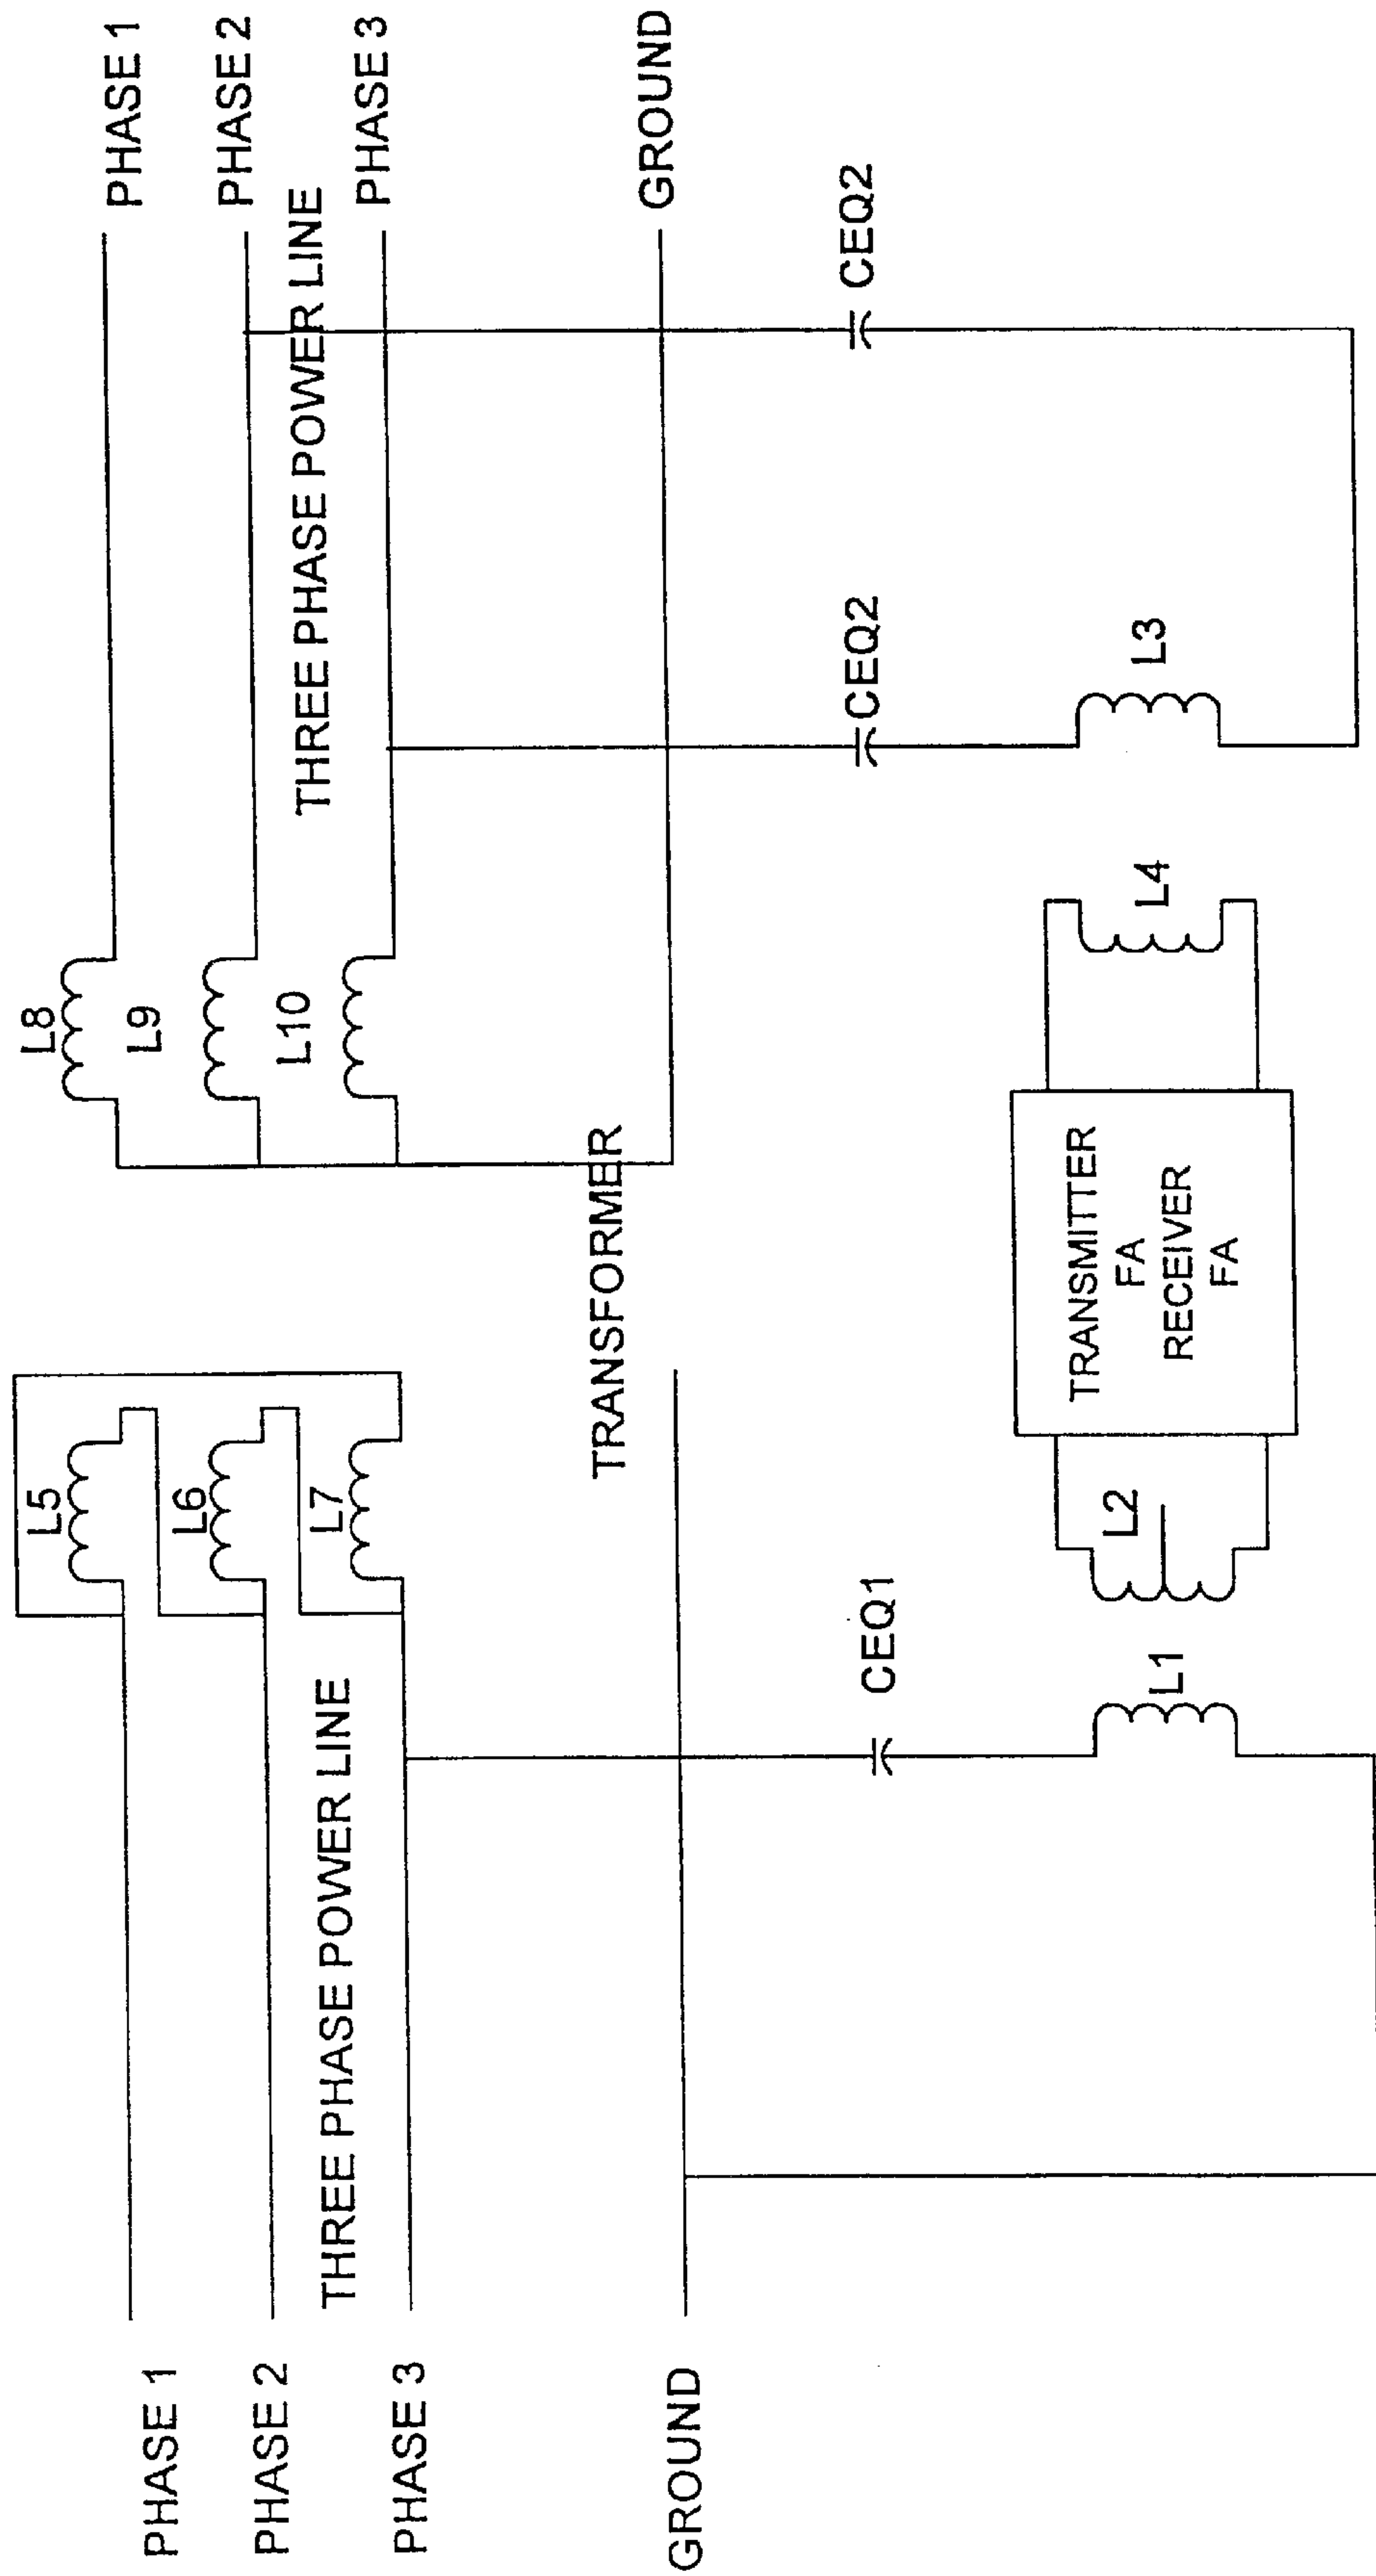 PHASE 1
PHASE 2
PHASE 3
GROUND
THREE PHASE POWER LINE
L5
L6
L7
TRANSFORMER
L8
L9
L10
THREE PHASE POWER LINE
PHASE 1
PHASE 2
PHASE 3
GROUND
CEQ1
L1
L2
TRANSMITTER
FA
RECEIVER
FA
L4
L3
CEQ2
CEQ2